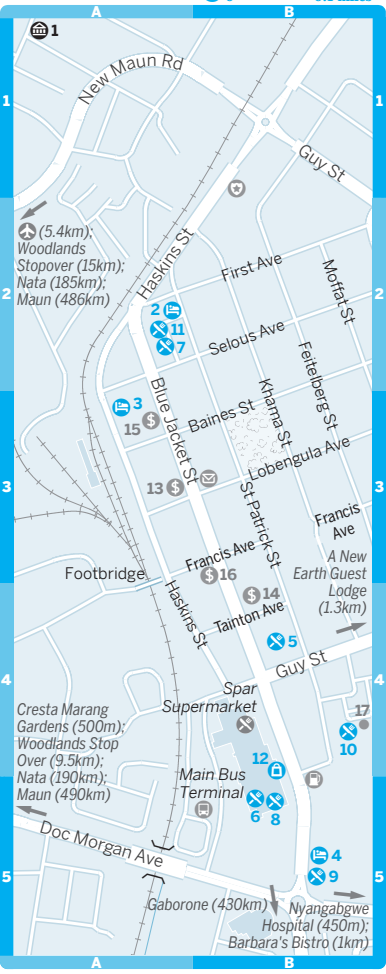 A
B
1
New Maun Rd
1
1
Guy St
(5.4km);
Woodlands
Stopover (15km);
Nata (185km);
Maun (486km)
Haskins St
First Ave
Moffat St
2
2
2
11
7
Selous Ave
Feitelberg St
3
Blue Jacket St
15
Baines St
Khama St
Lobengula Ave
3
3
13
St Patrick St
Francis
Ave
Francis Ave
Footbridge
16
A New
Earth Guest
Lodge
(1.3km)
Haskins St
14
Tainton Ave
5
Guy St
4
4
Spar
Supermarket
17
10
Cresta Marang
Gardens (500m);
Woodlands Stop
Over (9.5km);
Nata (190km);
Maun (490km)
12
Main Bus
Terminal
6
8
Doc Morgan Ave
4
9
5
5
Gaborone (430km)
Nyangabgwe
Hospital (450m);
Barbara's Bistro (1km)
A
B